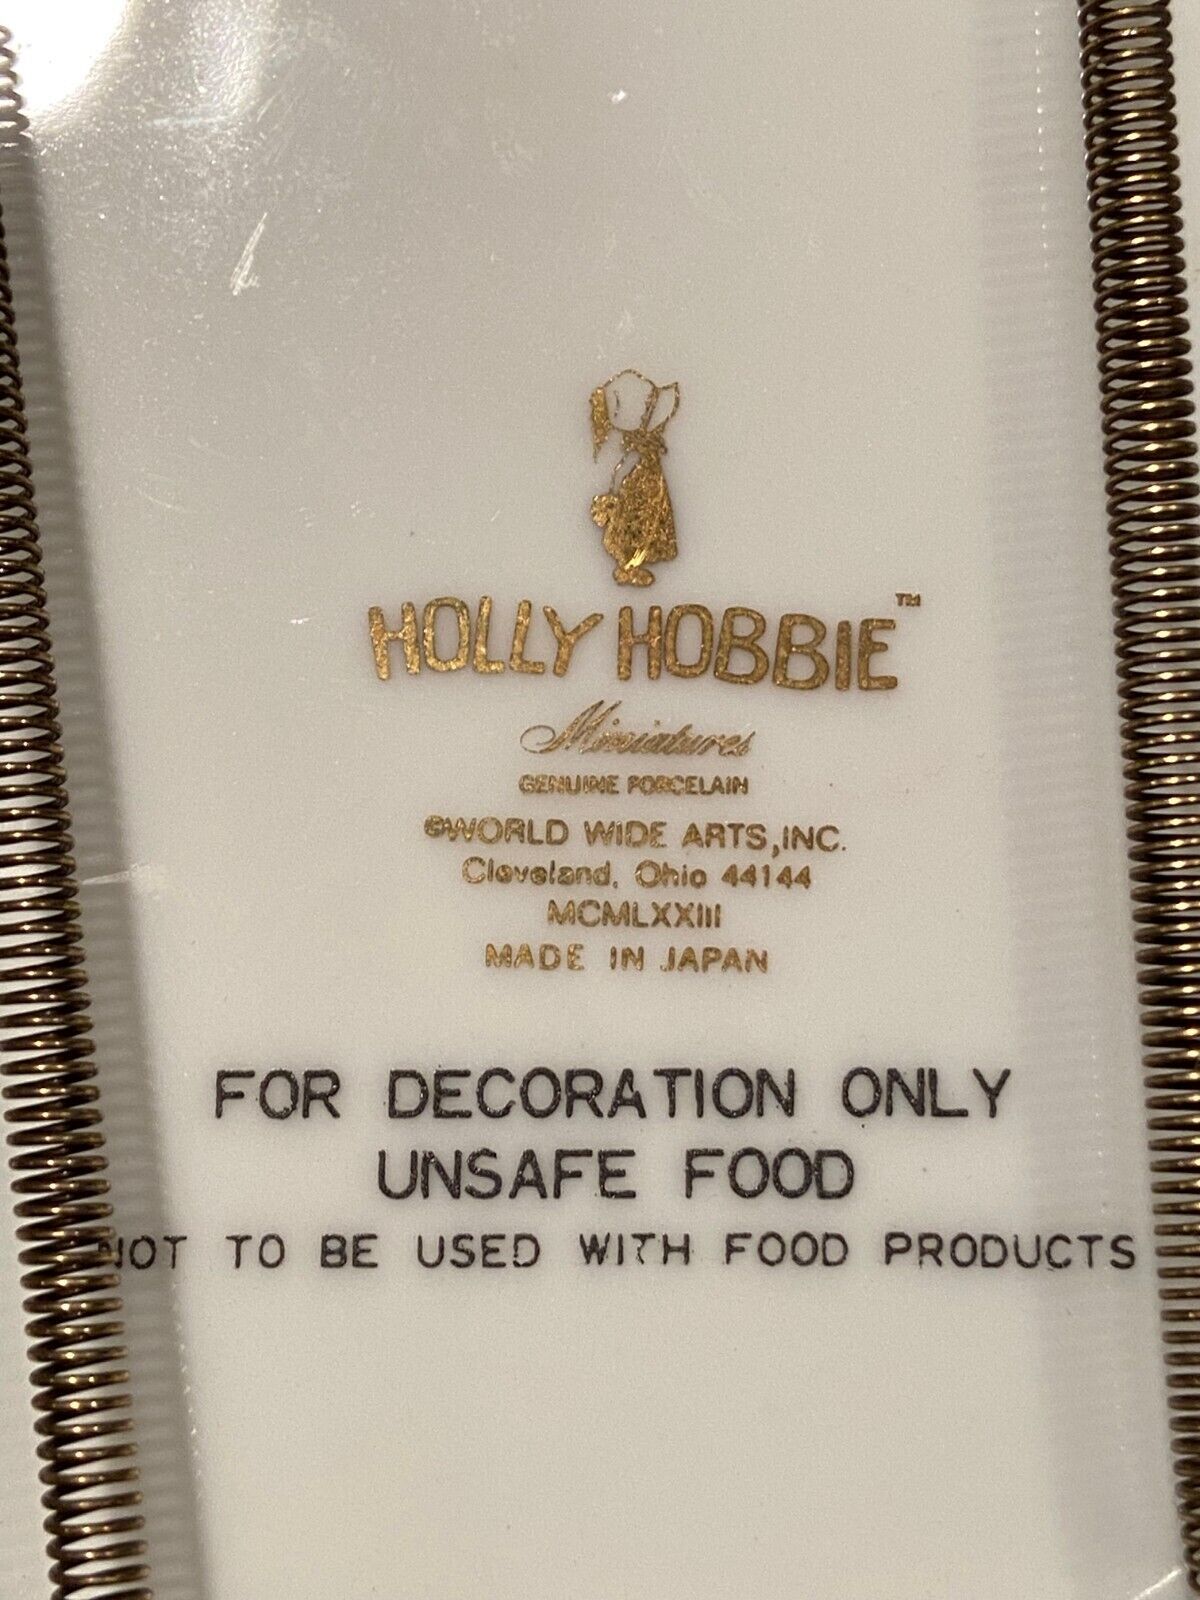 HOLLY HOBBIE™
Miniatures
GENUINE PORCELAIN
©WORLD WIDE ARTS, INC.
Cleveland, Ohio 44144
MCMLXXIII
MADE IN JAPAN
FOR DECORATION ONLY
UNSAFE FOOD
NOT TO BE USED WITH FOOD PRODUCTS